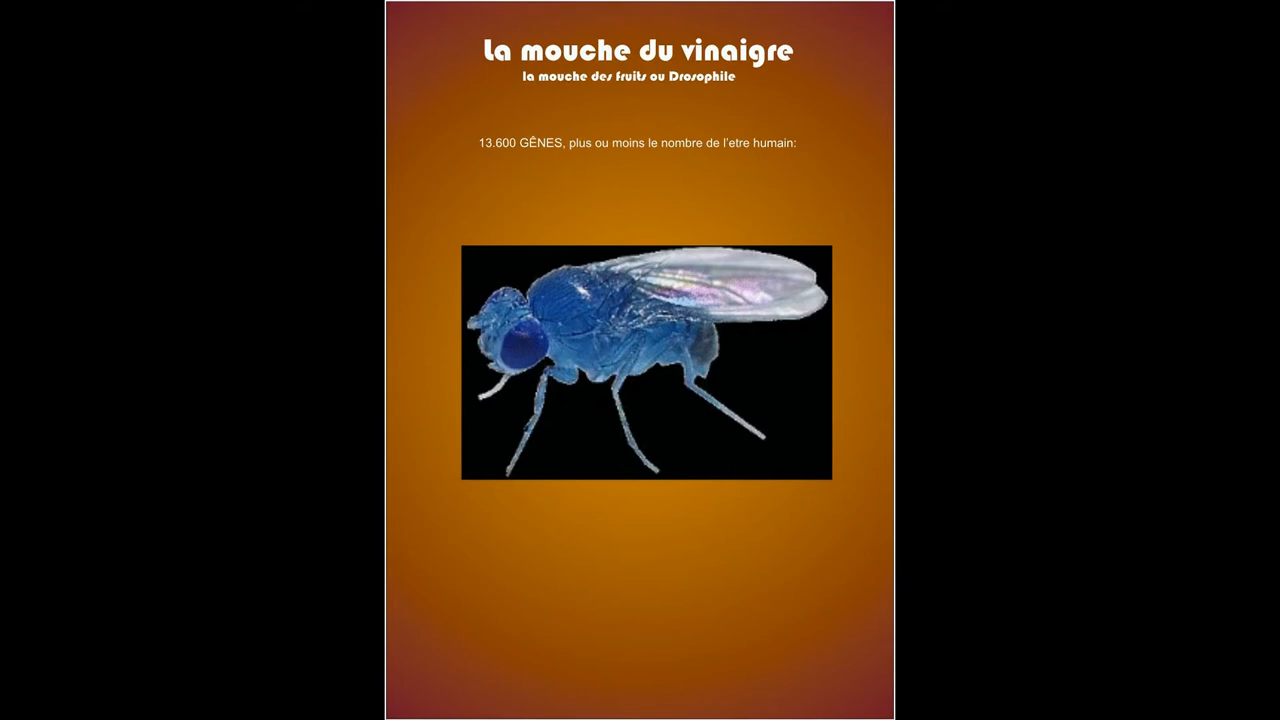 La mouche du vinaigre
la mouche des fruits ou Drosophile
13.600 GÊNES, plus ou moins le nombre de l'etre humain: